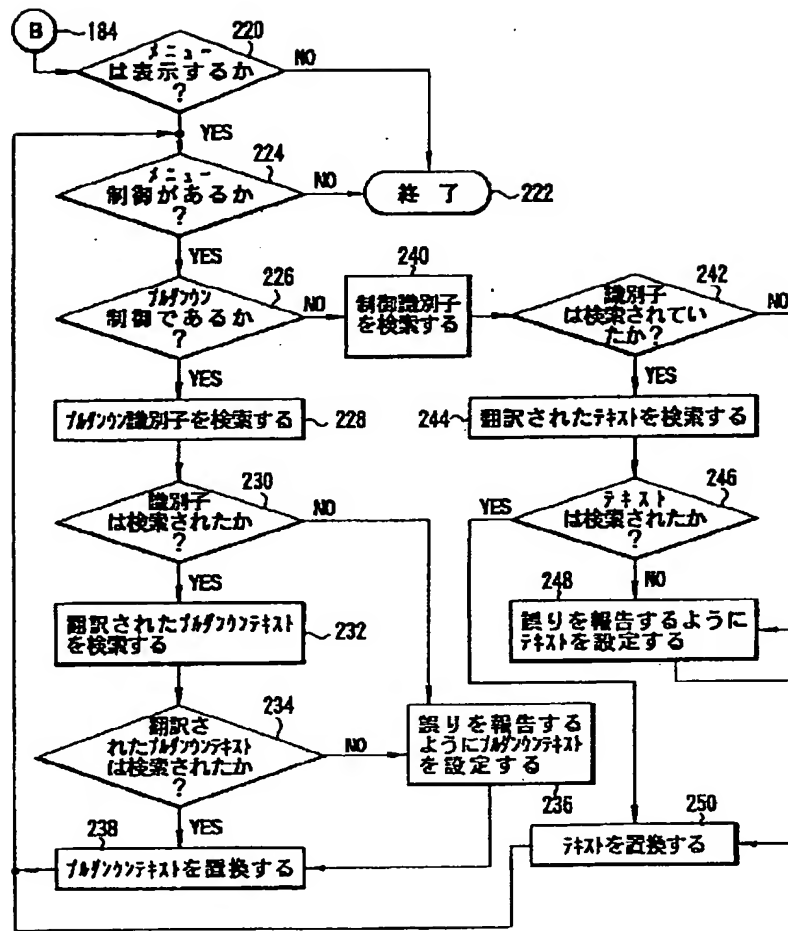 B
184
メニュー
は表示するか
?
220
NO
YES
メニュー
制御があるか
?
224
NO
終了
222
YES
プルダウン
制御であるか
?
226
NO
240
制御識別子
を検索する
識別子
は検索されてい
たか?
242
NO
YES
プルダウン識別子を検索する
228
YES
244
翻訳されたテキストを検索する
識別子
は検索されたか
?
230
NO
YES
テキスト
は検索されたか
?
246
YES
NO
翻訳されたプルダウンテキスト
を検索する
232
248
誤りを報告するように
テキストを設定する
翻訳さ
れたプルダウンテキスト
は検索されたか
?
234
NO
YES
誤りを報告する
ようにプルダウンテキスト
を設定する
236
238
プルダウンテキストを置換する
250
テキストを置換する